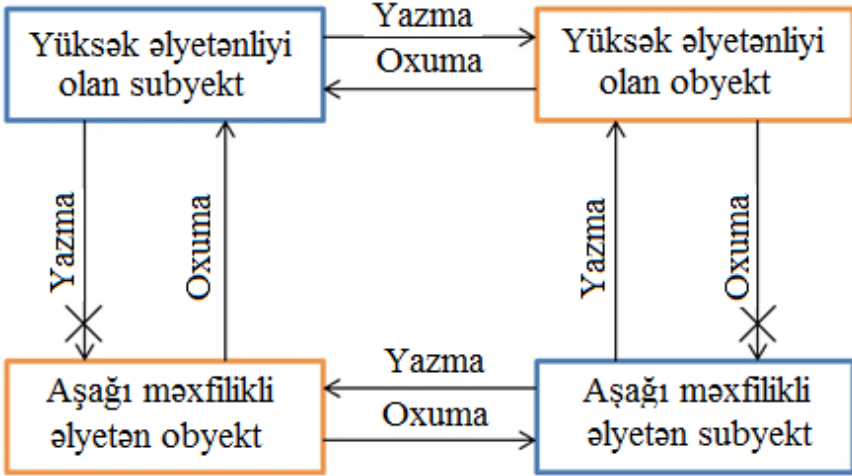 Yüksək əlyetənliyi
olan subyekt
Yazma
Oxuma
Yüksək əlyetənliyi
olan obyekt
Yazma
Oxuma
Yazma
Oxuma
Aşağı məxfilikli
əlyetən obyekt
Yazma
Oxuma
Aşağı məxfilikli
əlyetən subyekt